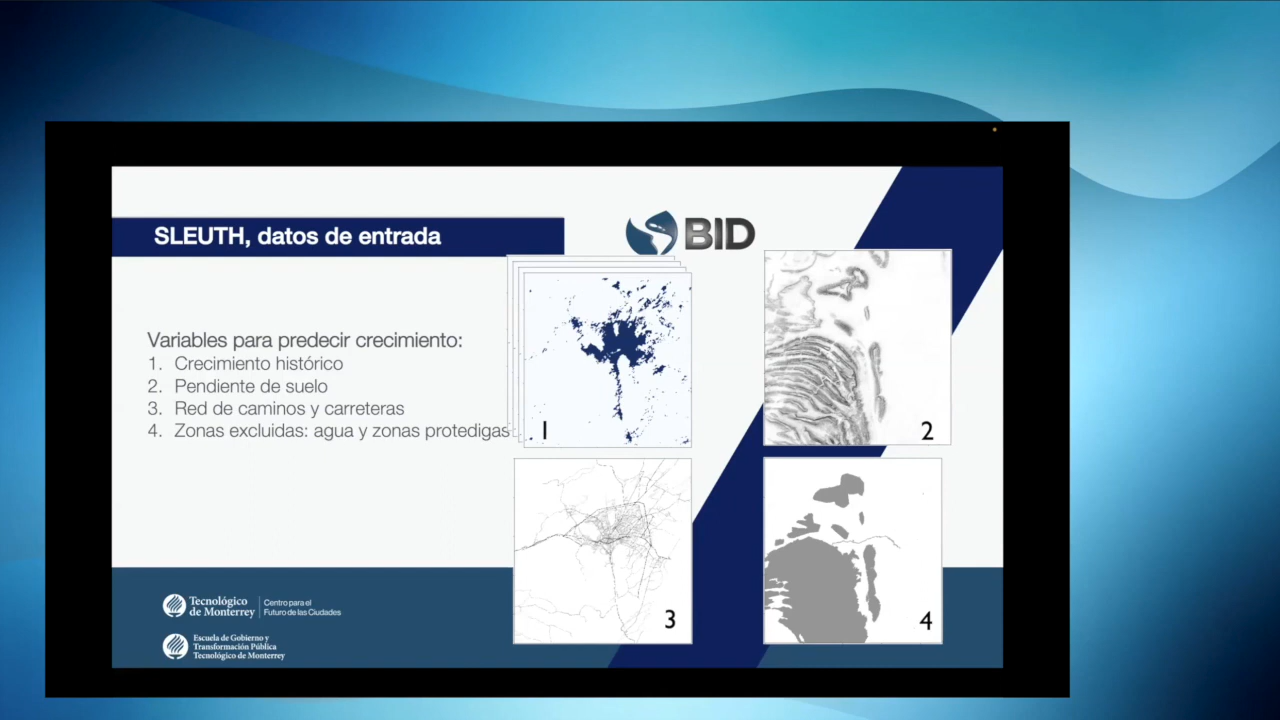 SLEUTH, datos de entrada
BID
Variables para predecir crecimiento:
1. Crecimiento histórico
2. Pendiente de suelo
3. Red de caminos y carreteras
4. Zonas excluidas: agua y zonas protedigas
1
2
3
4
Tecnológico
de Monterrey
Centro para el
Futuro de las Ciudades
Escuela de Gobierno y
Transformación Pública
Tecnológico de Monterrey